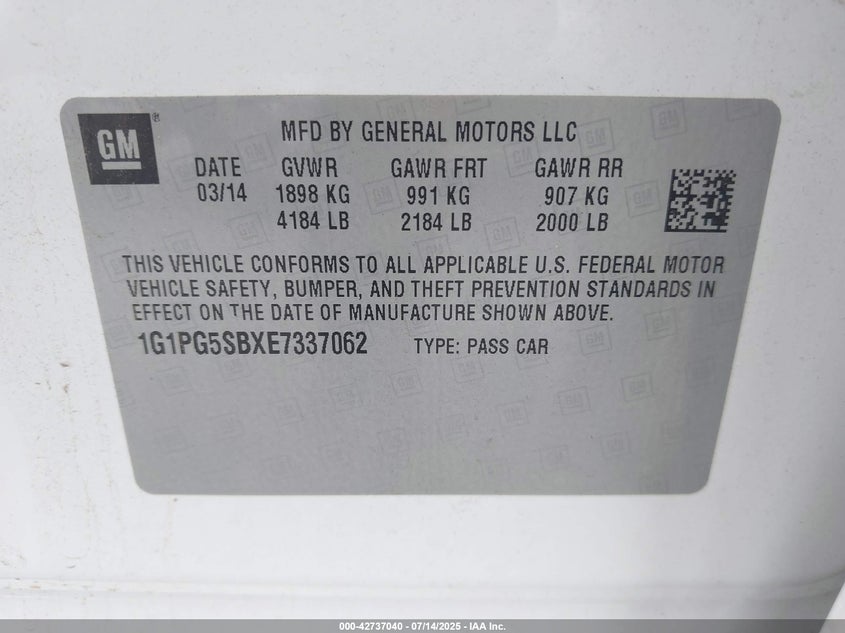 GM
®
MFD BY GENERAL MOTORS LLC
DATE GVWR GAWR FRT GAWR RR
03/14 1898 KG 991 KG 907 KG
4184 LB 2184 LB 2000 LB
THIS VEHICLE CONFORMS TO ALL APPLICABLE U.S. FEDERAL MOTOR
VEHICLE SAFETY, BUMPER, AND THEFT PREVENTION STANDARDS IN
EFFECT ON THE DATE OF MANUFACTURE SHOWN ABOVE.
1G1PG5SBXE7337062 TYPE: PASS CAR
000-42737040 - 07/14/2025 - IAA Inc.